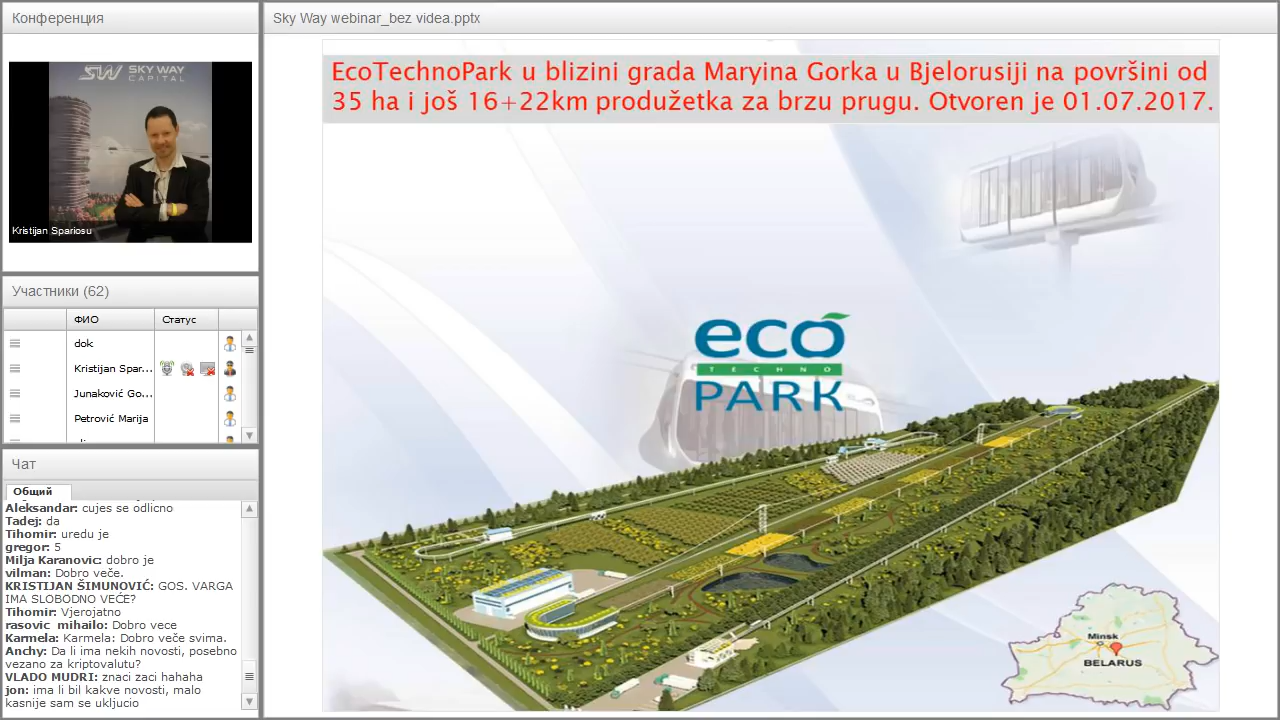 Конференция
SKY WAY
CAPITAL
Kristijan Spariosu
Участники (62)
ФИО
Статус
dok
Kristijan Spar...
Junaković Go...
Petrović Marija
Чат
Общий
Aleksandar: cujes se odlicno
Tadej: da
Tihomir: uredu je
gregor: 5
Milja Karanovic: dobro je
vilman: Dobro veče.
KRISTIJAN ŠIMUNOVIĆ: GOS. VARGA
IMA SLOBODNO VEĆE?
Tihomir: Vjerojatno
rasovic_mihailo: Dobro vece
Karmela: Karmela: Dobro veče svima.
Anchy: Da li ima nekih novosti, posebno
vezano za kriptovalutu?
VLADO MUDRI: znaci zaci hahaha
jon: ima li bil kakve novosti, malo
kasnije sam se ukljucio
Sky Way webinar_bez videa.pptx
EcoTechnoPark u blizini grada Maryina Gorka u Bjelorusiji na površini od
35 ha i još 16+22km produžetka za brzu prugu. Otvoren je 01.07.2017.
eco
TECHNO
PARK
Minsk
BELARUS